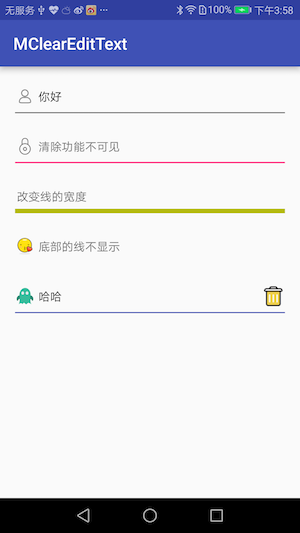 无服务 100% 下午3:58
MClearEditText
你好
清除功能不可见
改变线的宽度
底部的线不显示
哈哈